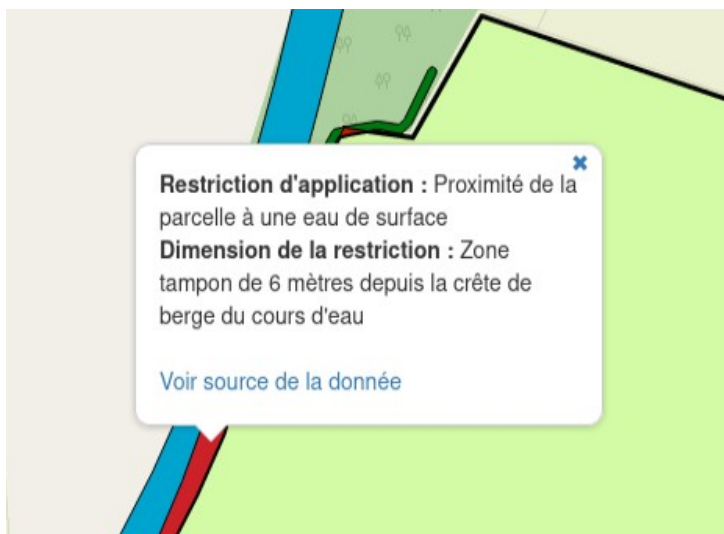 Restriction d'application : Proximité de la
parcelle à une eau de surface
Dimension de la restriction : Zone
tampon de 6 mètres depuis la crête de
berge du cours d'eau
Voir source de la donnée